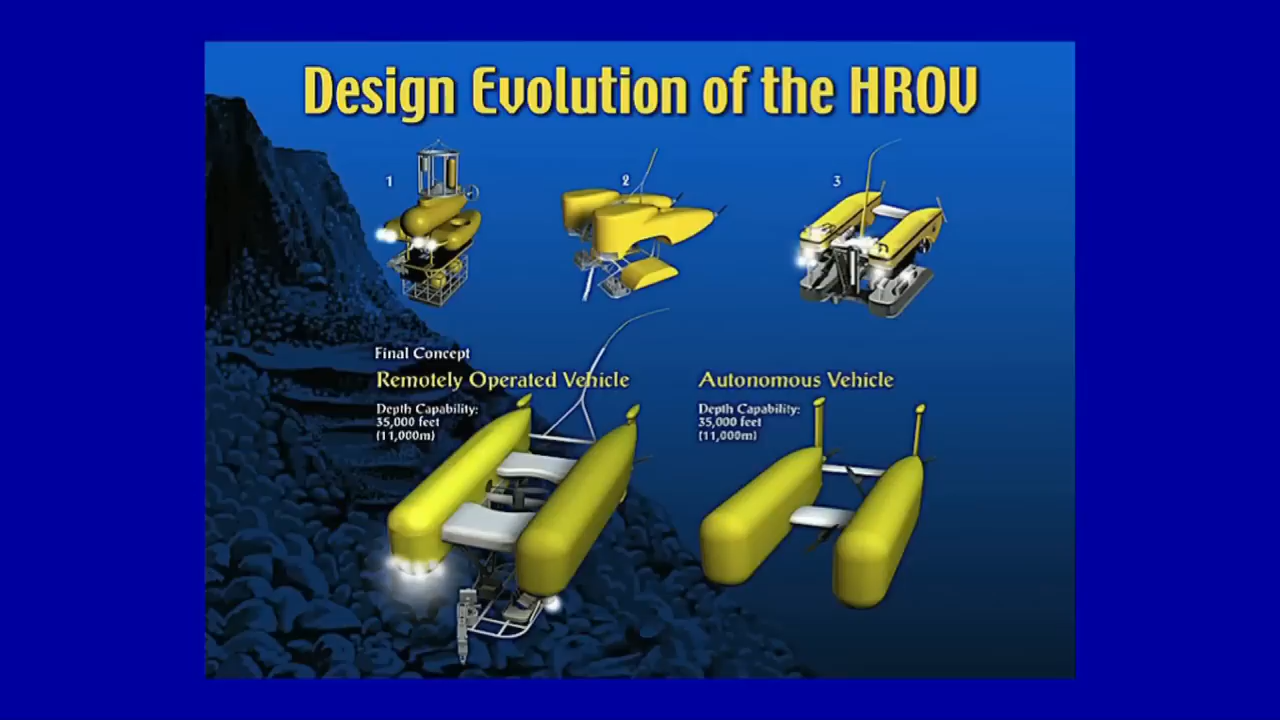 Design Evolution of the HROV
1
2
3
Final Concept
Remotely Operated Vehicle
Depth Capability:
35,000 feet
(11,000m)
Autonomous Vehicle
Depth Capability:
35,000 feet
(11,000m)